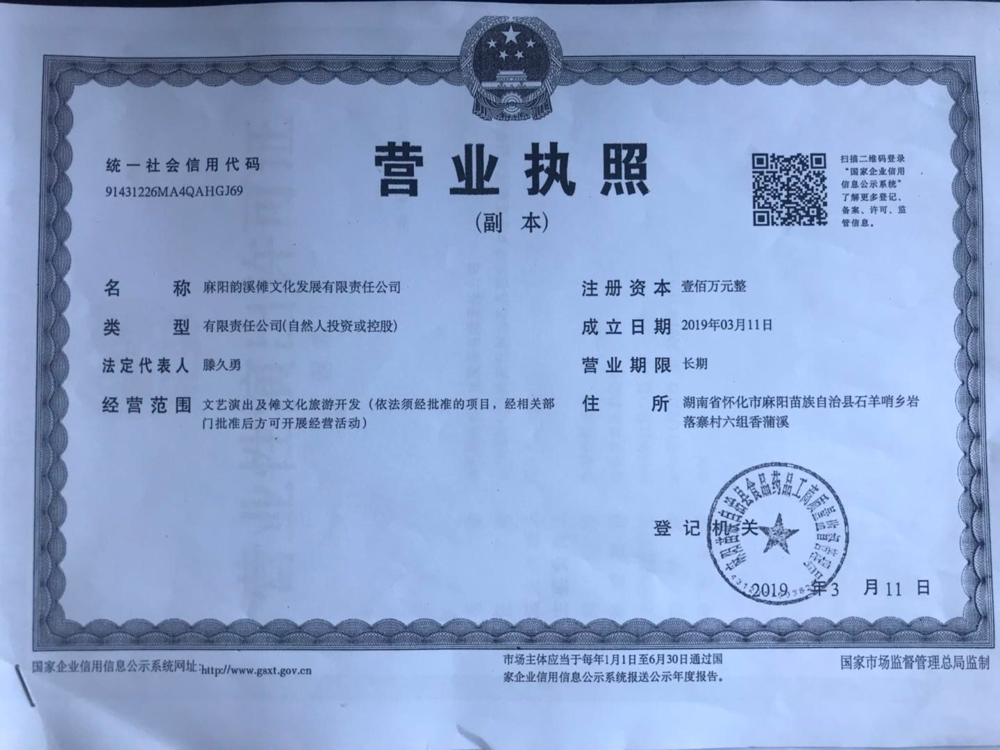 营业执照
(副 本)
统一社会信用代码
91431226MA4QAHGJ69
扫描二维码登录
“国家企业信用
信息公示系统”
了解更多登记、
备案、许可、监
管信息。
名 称 麻阳韵溪傩文化发展有限责任公司
类 型 有限责任公司(自然人投资或控股)
法定代表人 滕久勇
经营范围 文艺演出及傩文化旅游开发（依法须经批准的项目，经相关部
门批准后方可开展经营活动）
注册资本 壹佰万元整
成立日期 2019年03月11日
营业期限 长期
住 所 湖南省怀化市麻阳苗族自治县石羊哨乡岩
落寨村六组香蒲溪
登记机关
麻阳苗族自治县食品药品工商质量监督管理局
2019 年3 月11日
国家企业信用信息公示系统网址:http://www.gsxt.gov.cn
市场主体应当于每年1月1日至6月30日通过国
家企业信用信息公示系统报送公示年度报告。
国家市场监督管理总局监制